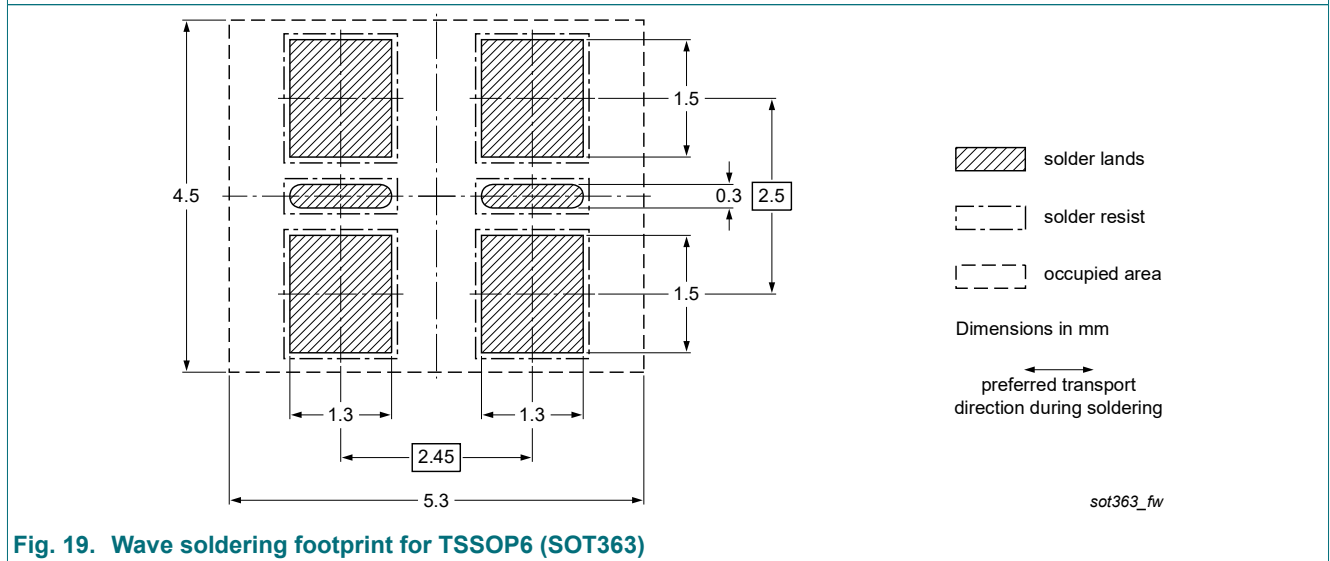 1.5
4.5
0.3
2.5
1.5
1.3
1.3
2.45
5.3
solder lands
solder resist
occupied area
Dimensions in mm
preferred transport
direction during soldering
sot363_fw
Fig. 19. Wave soldering footprint for TSSOP6 (SOT363)